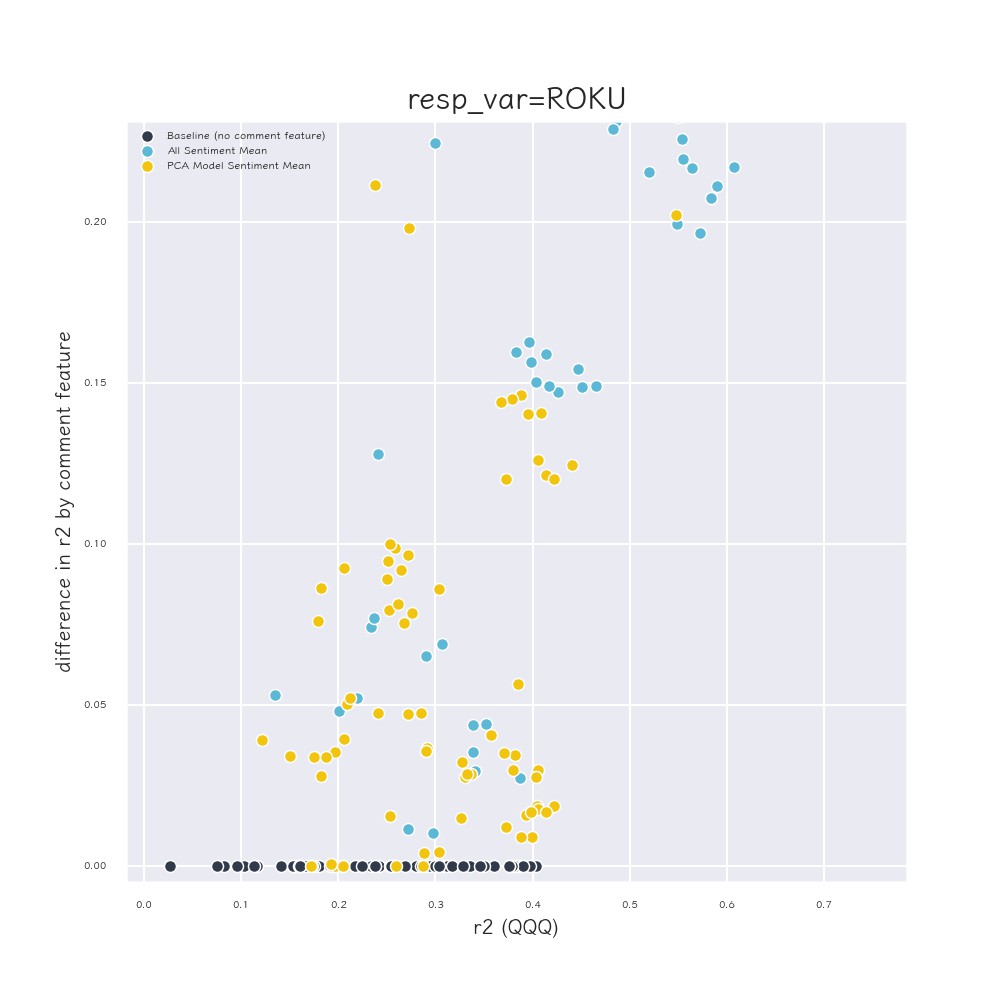 resp_var=ROKU
Baseline (no comment feature)
All Sentiment Mean
PCA Model Sentiment Mean
difference in r2 by comment feature
0.20
0.15
0.10
0.05
0.00
0.0 0.1 0.2 0.3 0.4 0.5 0.6 0.7
r2 (QQQ)